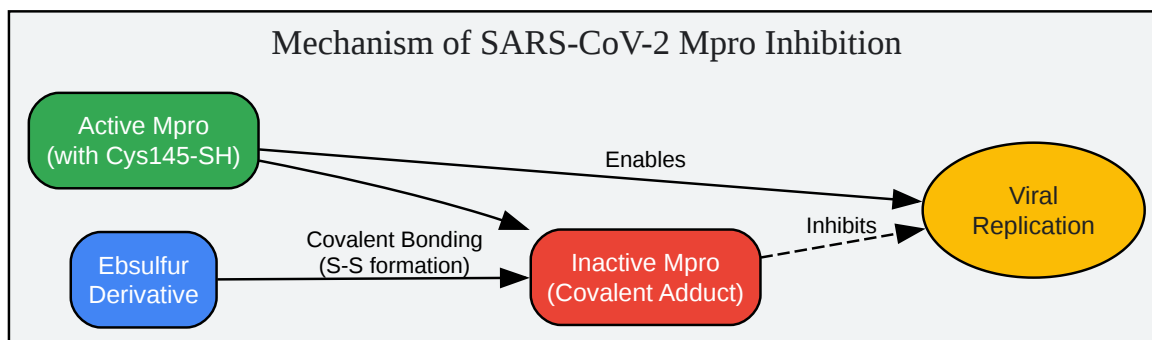 Mechanism of SARS-CoV-2 Mpro Inhibition
Active Mpro
(with Cys145-SH)
Enables
Viral
Replication
Inhibits
Covalent Bonding
(S-S formation)
Ebsulfur
Derivative
Inactive Mpro
(Covalent Adduct)